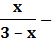 x/(3 − x) −